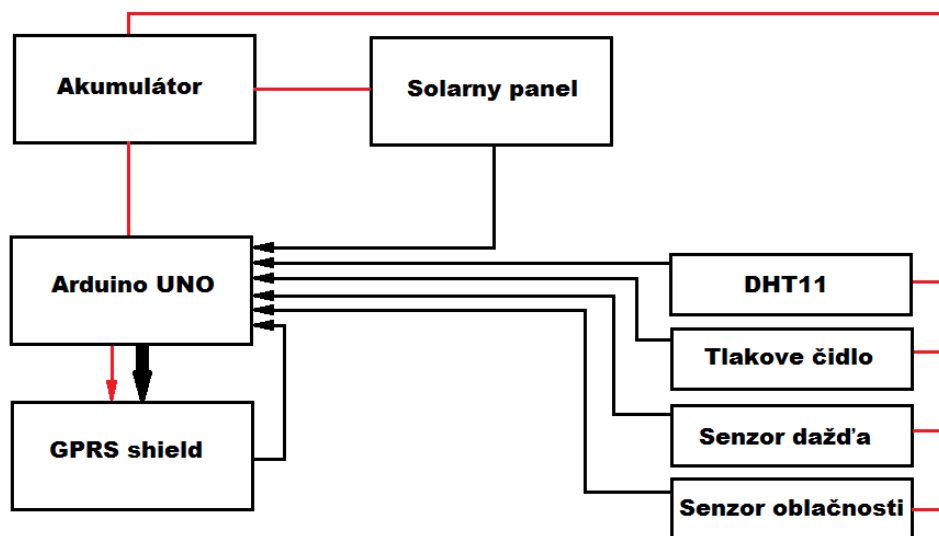 Akumulátor
Solarny panel
Arduino UNO
DHT11
Tlakove čidlo
GPRS shield
Senzor dažďa
Senzor oblačnosti